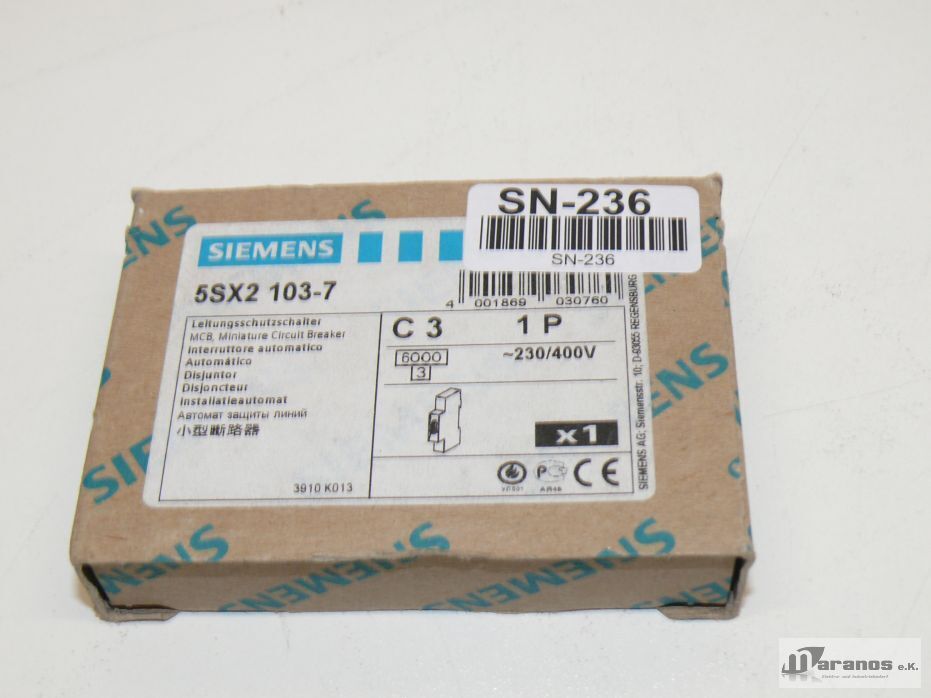 SN-236
SN-236
SIEMENS
5SX2 103-7
4 001869 030760
Leitungsschutzschalter
MCB, Miniature Circuit Breaker
Interruttore automatico
Automático
Disjuntor
Disjoncteur
Installatieautomat
Автомат защиты линий
小型断路器
3910 K013
C 3 1 P
6000
3
~230/400V
x1
CE
SIEMENS AG; Siemensstr. 10; D-93055 REGENSBURG
SIEMENS
SIEMENS
SIEMENS
SIEMENS
maranos e.K.